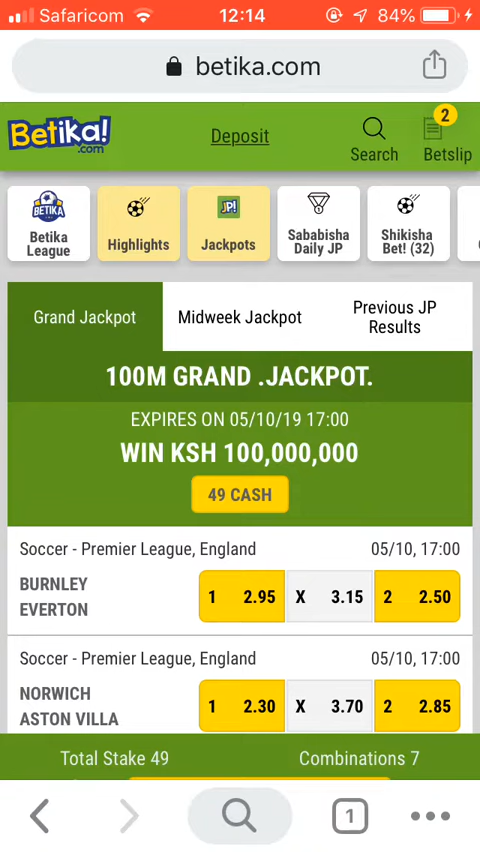 Safaricom 12:14 84%
betika.com
Betika!
.com
Deposit
Search
2
Betslip
BETIKA
Betika
League
Highlights
JP!
Jackpots
Sababisha
Daily JP
Shikisha
Bet! (32)
Grand Jackpot
Midweek Jackpot
Previous JP
Results
100M GRAND .JACKPOT.
EXPIRES ON 05/10/19 17:00
WIN KSH 100,000,000
49 CASH
Soccer - Premier League, England 05/10, 17:00
BURNLEY
EVERTON
1 2.95 X 3.15 2 2.50
Soccer - Premier League, England 05/10, 17:00
NORWICH
ASTON VILLA
1 2.30 X 3.70 2 2.85
Total Stake 49 Combinations 7
1